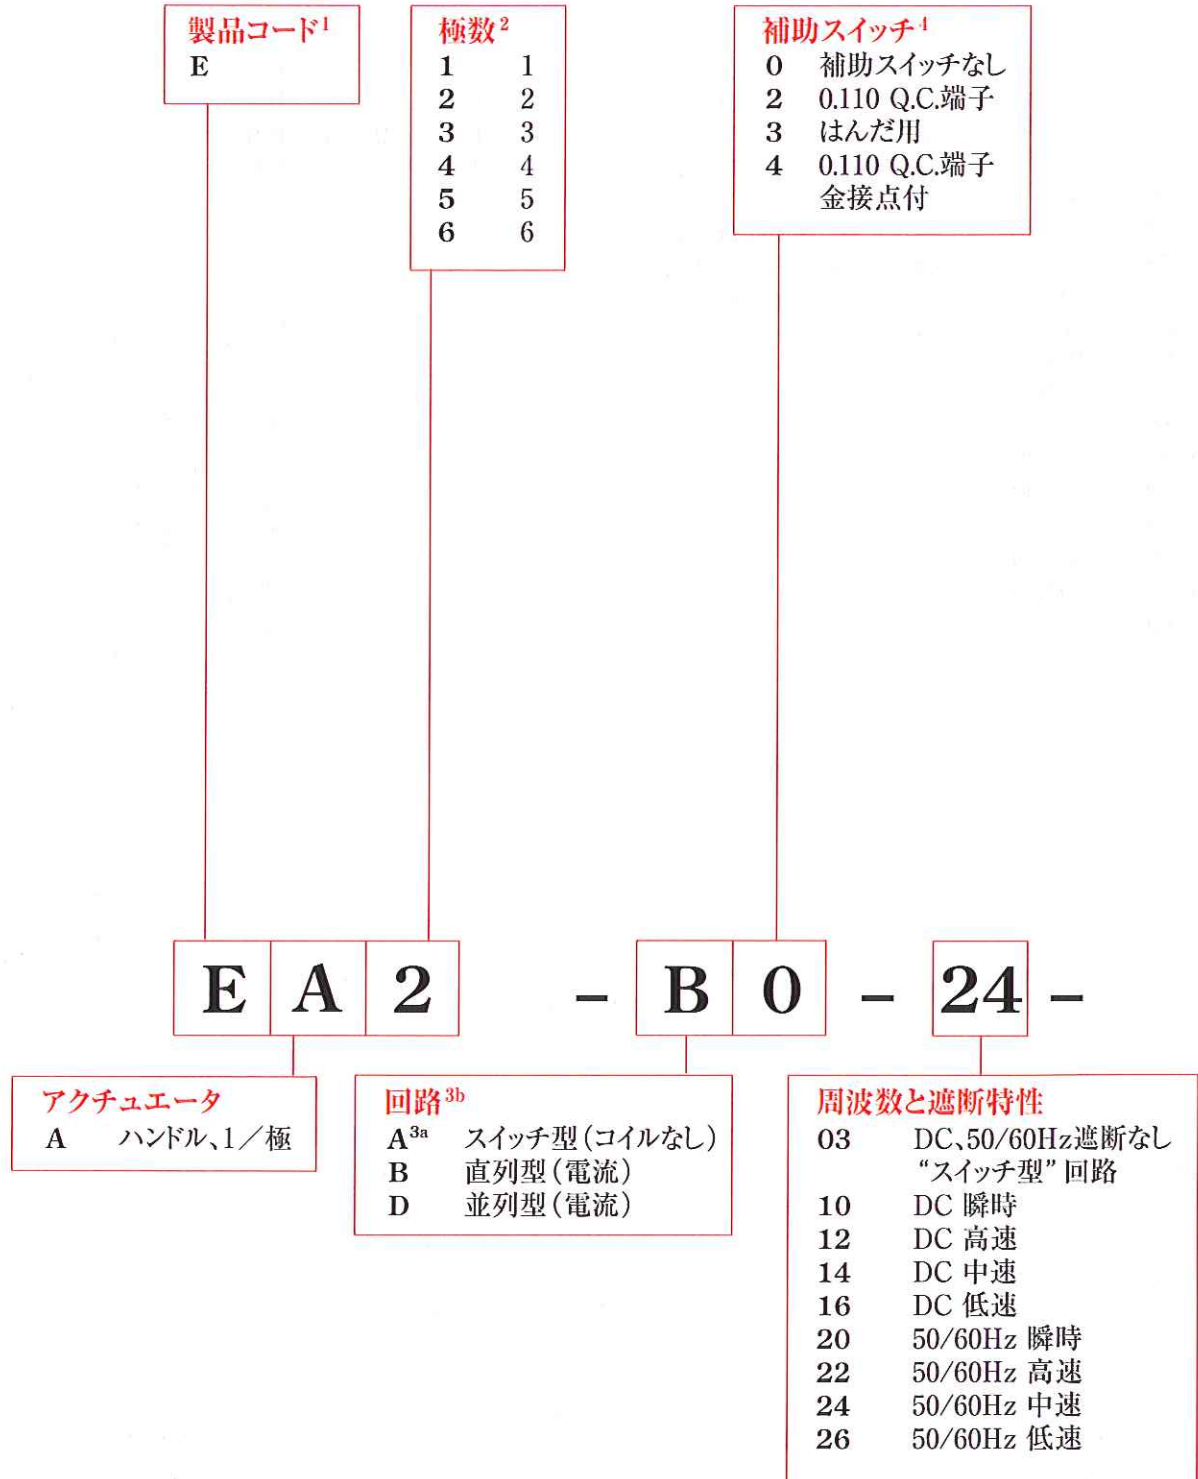 製品コード¹
E
極数²
1 1
2 2
3 3
4 4
5 5
6 6
補助スイッチ⁴
0 補助スイッチなし
2 0.110 Q.C.端子
3 はんだ用
4 0.110 Q.C.端子
金接点付
E A 2 – B 0 – 24 –
アクチュエータ
A ハンドル、1／極
回路³ᵇ
A³ᵃ スイッチ型(コイルなし)
B 直列型(電流)
D 並列型(電流)
周波数と遮断特性
03 DC、50/60Hz遮断なし
“スイッチ型” 回路
10 DC 瞬時
12 DC 高速
14 DC 中速
16 DC 低速
20 50/60Hz 瞬時
22 50/60Hz 高速
24 50/60Hz 中速
26 50/60Hz 低速